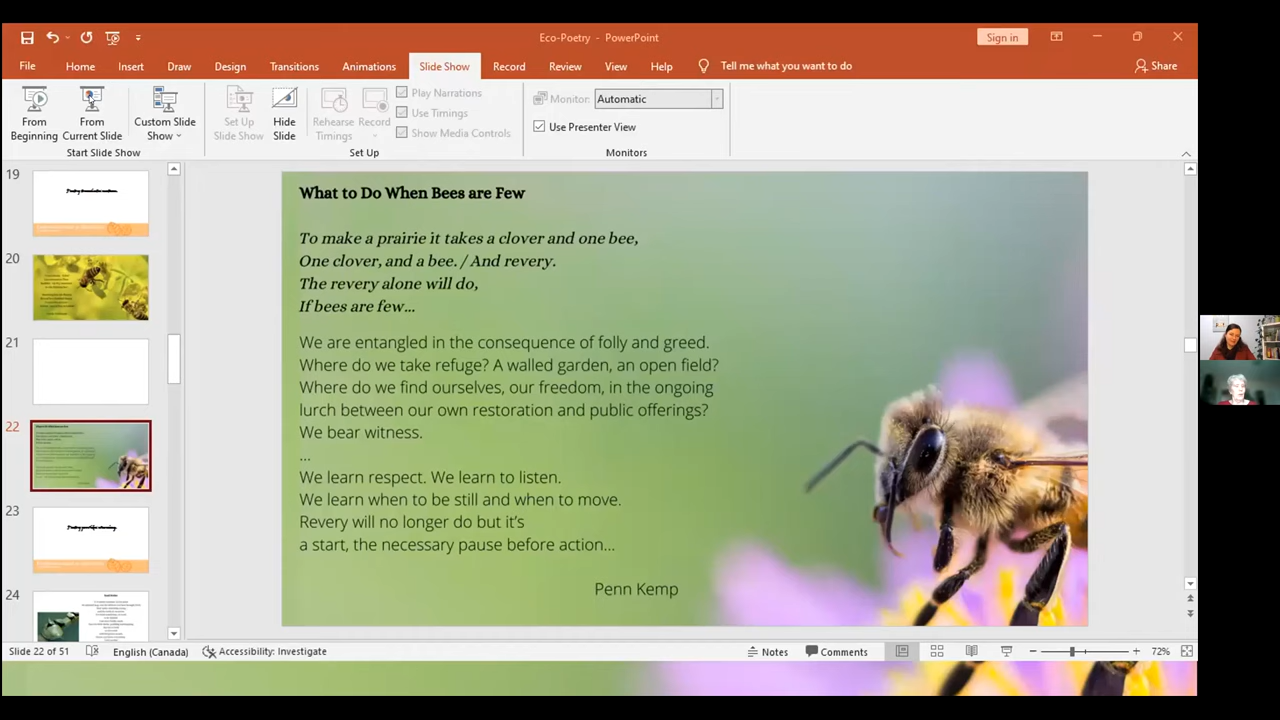 Eco-Poetry - PowerPoint
Sign in
File Home Insert Draw Design Transitions Animations Slide Show Record Review View Help Tell me what you want to do Share
From Beginning
From Current Slide
Custom Slide Show
Set Up Slide Show
Hide Slide
Rehearse Timings
Record
Play Narrations
Use Timings
Show Media Controls
Monitor: Automatic
Use Presenter View
Start Slide Show
Set Up
Monitors
19
20
21
22
23
24
What to Do When Bees are Few
To make a prairie it takes a clover and one bee,
One clover, and a bee. / And revery.
The revery alone will do,
If bees are few...
We are entangled in the consequence of folly and greed.
Where do we take refuge? A walled garden, an open field?
Where do we find ourselves, our freedom, in the ongoing
lurch between our own restoration and public offerings?
We bear witness.
...
We learn respect. We learn to listen.
We learn when to be still and when to move.
Revery will no longer do but it's
a start, the necessary pause before action...
Penn Kemp
Slide 22 of 51
English (Canada)
Accessibility: Investigate
Notes
Comments
72%